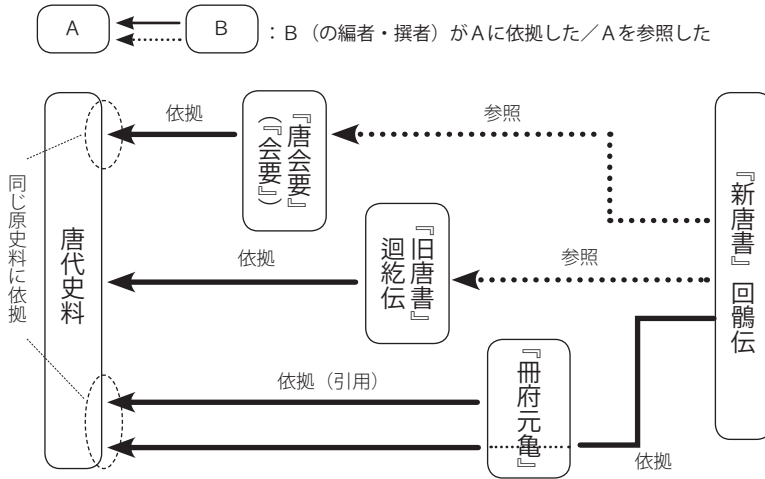 A
B
：B（の編者・撰者）がAに依拠した／Aを参照した
唐代史料
同じ原史料に依拠
依拠
『唐会要』
（『会要』）
参照
依拠
『旧唐書』
迴紇伝
参照
『新唐書』回鶻伝
依拠（引用）
『冊府元亀』
依拠